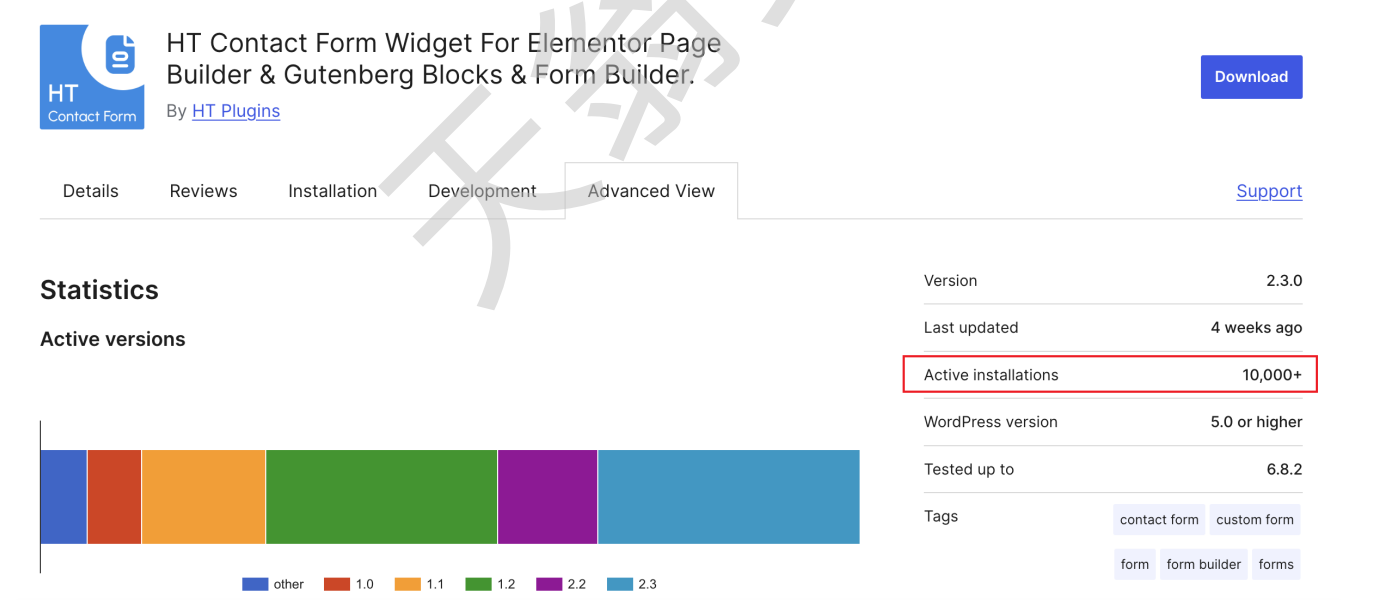 HT Contact Form Widget For Elementor Page
Builder & Gutenberg Blocks & Form Builder.
HT
Contact Form
By HT Plugins
Download
Details
Reviews
Installation
Development
Advanced View
Support
Statistics
Active versions
other
1.0
1.1
1.2
2.2
2.3
Version 2.3.0
Last updated 4 weeks ago
Active installations 10,000+
WordPress version 5.0 or higher
Tested up to 6.8.2
Tags
contact form
custom form
form
form builder
forms
天翁